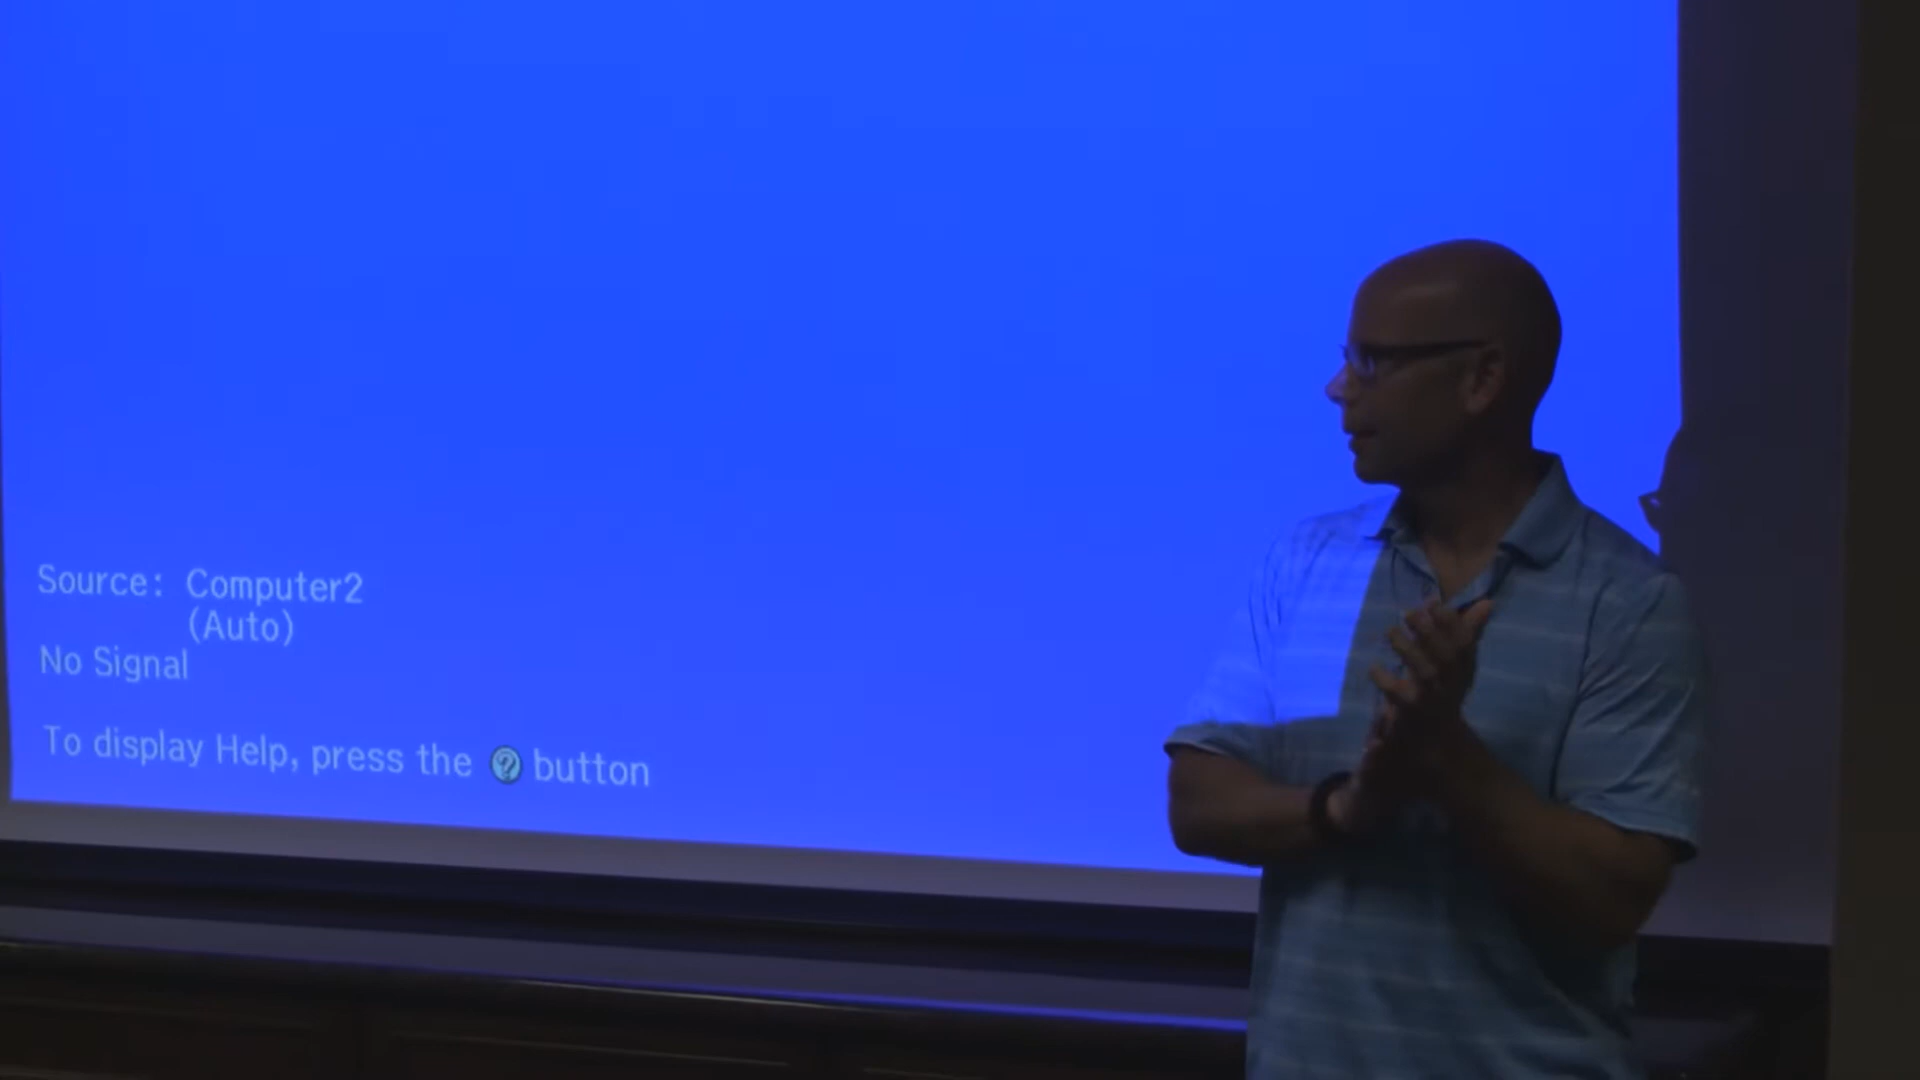 Source: Computer2
(Auto)
No Signal
To display Help, press the ? button